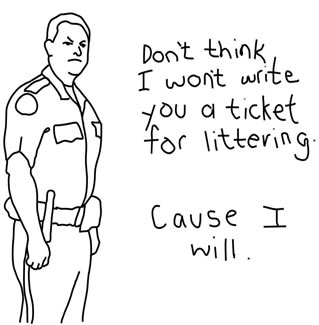 Don't think
I won't write
you a ticket
for littering.
Cause I
will.